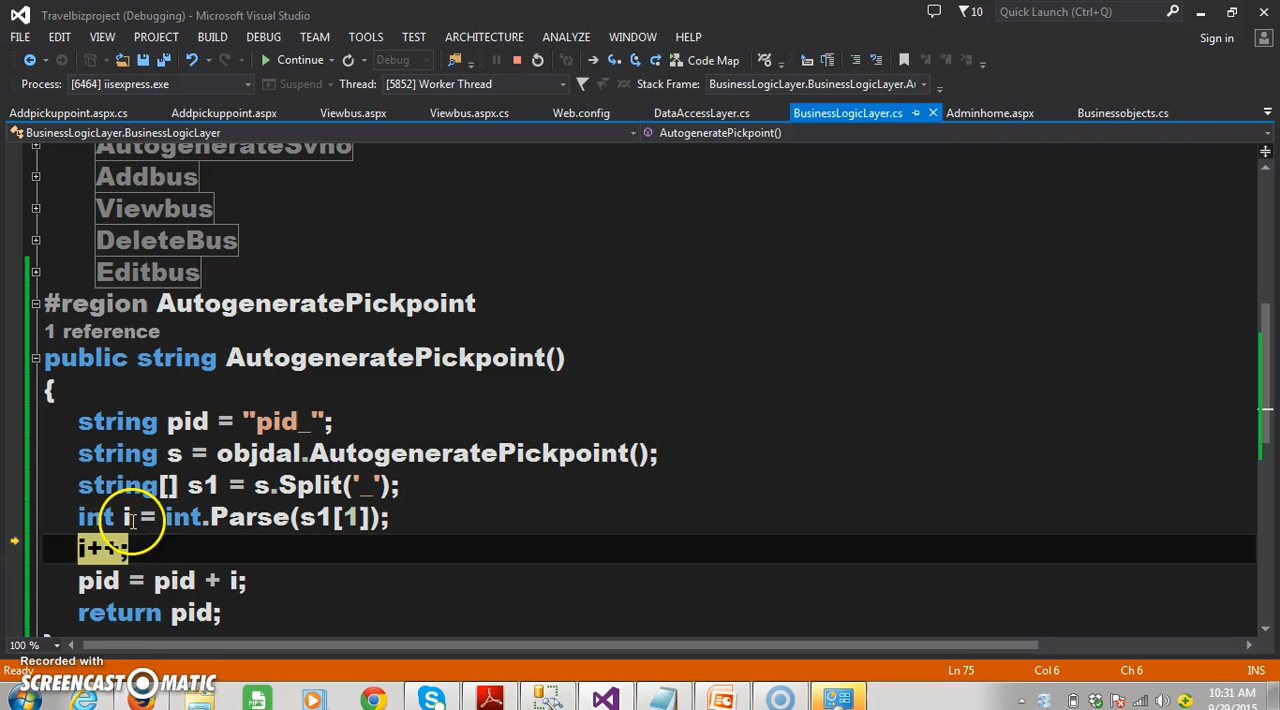 Travelbizproject (Debugging) - Microsoft Visual Studio
10
Quick Launch (Ctrl+Q)
FILE EDIT VIEW PROJECT BUILD DEBUG TEAM TOOLS TEST ARCHITECTURE ANALYZE WINDOW HELP
Sign in
Continue Debug Code Map
Process: [6464] iisexpress.exe Suspend Thread: [5852] Worker Thread Stack Frame: BusinessLogicLayer.BusinessLogicLayer.A
Addpickuppoint.aspx.cs Addpickuppoint.aspx Viewbus.aspx Viewbus.aspx.cs Web.config DataAccessLayer.cs BusinessLogicLayer.cs Adminhome.aspx Businessobjects.cs
BusinessLogicLayer.BusinessLogicLayer AutogeneratePickpoint()
AutogenerateSvno
Addbus
Viewbus
DeleteBus
Editbus
#region AutogeneratePickpoint
1 reference
public string AutogeneratePickpoint()
{
string pid = "pid_";
string s = objdal.AutogeneratePickpoint();
string[] s1 = s.Split('_');
int i = int.Parse(s1[1]);
i++;
pid = pid + i;
return pid;
100 %
Recorded with
Ready Ln 75 Col 6 Ch 6 INS
SCREENCAST MATIC
10:31 AM
9/29/2015